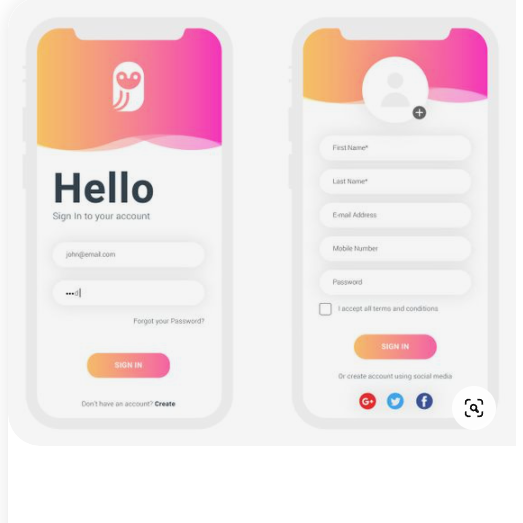 Hello
Sign In to your account
john@email.com
•••d
Forgot your Password?
SIGN IN
Don't have an account? Create
First Name*
Last Name*
E-mail Address
Mobile Number
Password
I accept all terms and conditions
SIGN IN
Or create account using social media
G+
f